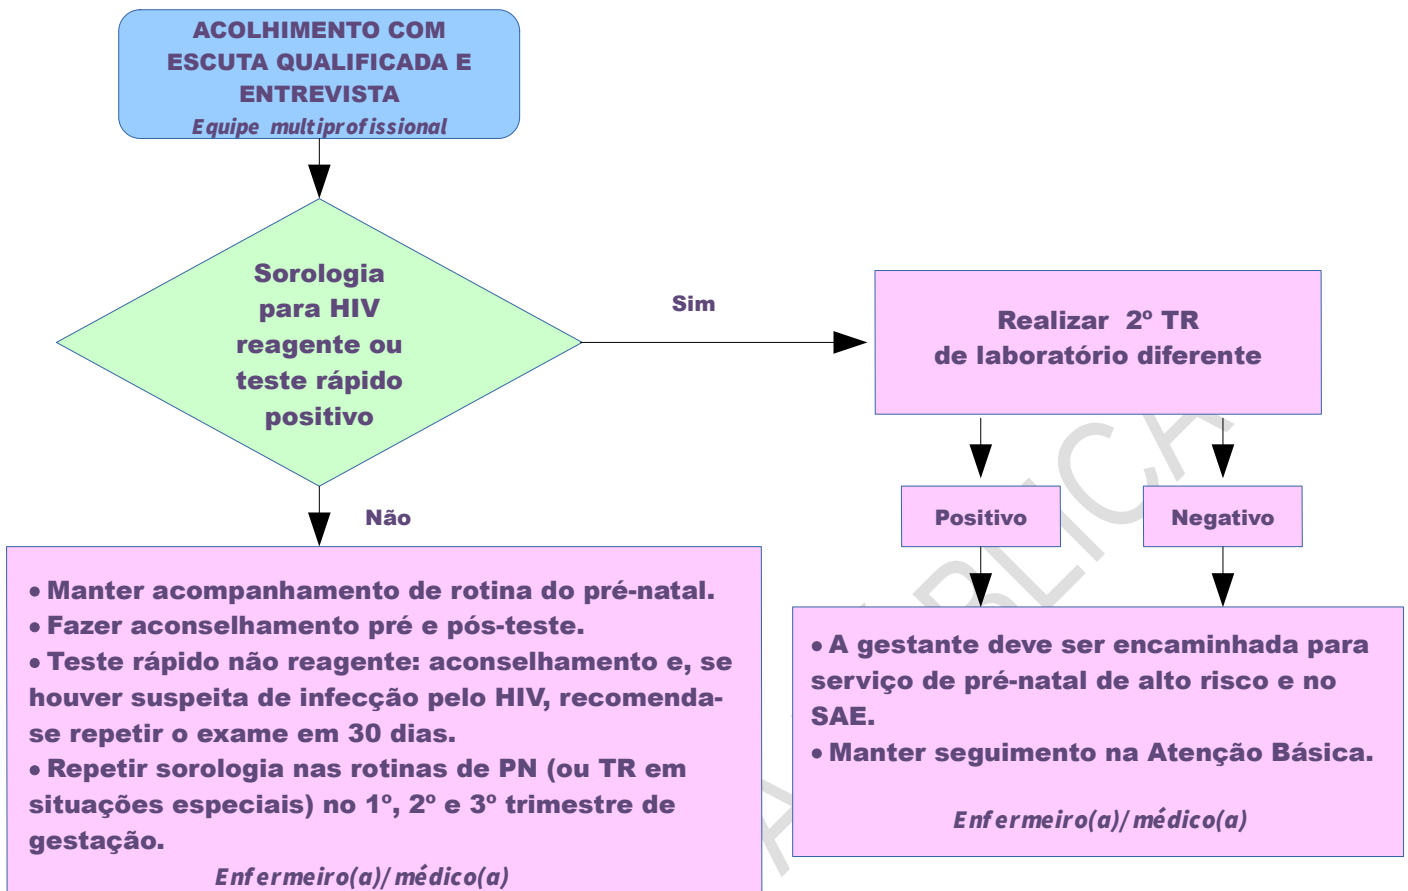 ACOLHIMENTO COM
ESCUTA QUALIFICADA E
ENTREVISTA
Equipe multiprofissional
Sorologia
para HIV
reagente ou
teste rápido
positivo
Sim
Realizar 2º TR
de laboratório diferente
Não
Positivo
Negativo
• Manter acompanhamento de rotina do pré-natal.
• Fazer aconselhamento pré e pós-teste.
• Teste rápido não reagente: aconselhamento e, se
houver suspeita de infecção pelo HIV, recomenda-
se repetir o exame em 30 dias.
• Repetir sorologia nas rotinas de PN (ou TR em
situações especiais) no 1º, 2º e 3º trimestre de
gestação.
Enfermeiro(a)/médico(a)
• A gestante deve ser encaminhada para
serviço de pré-natal de alto risco e no
SAE.
• Manter seguimento na Atenção Básica.
Enfermeiro(a)/médico(a)